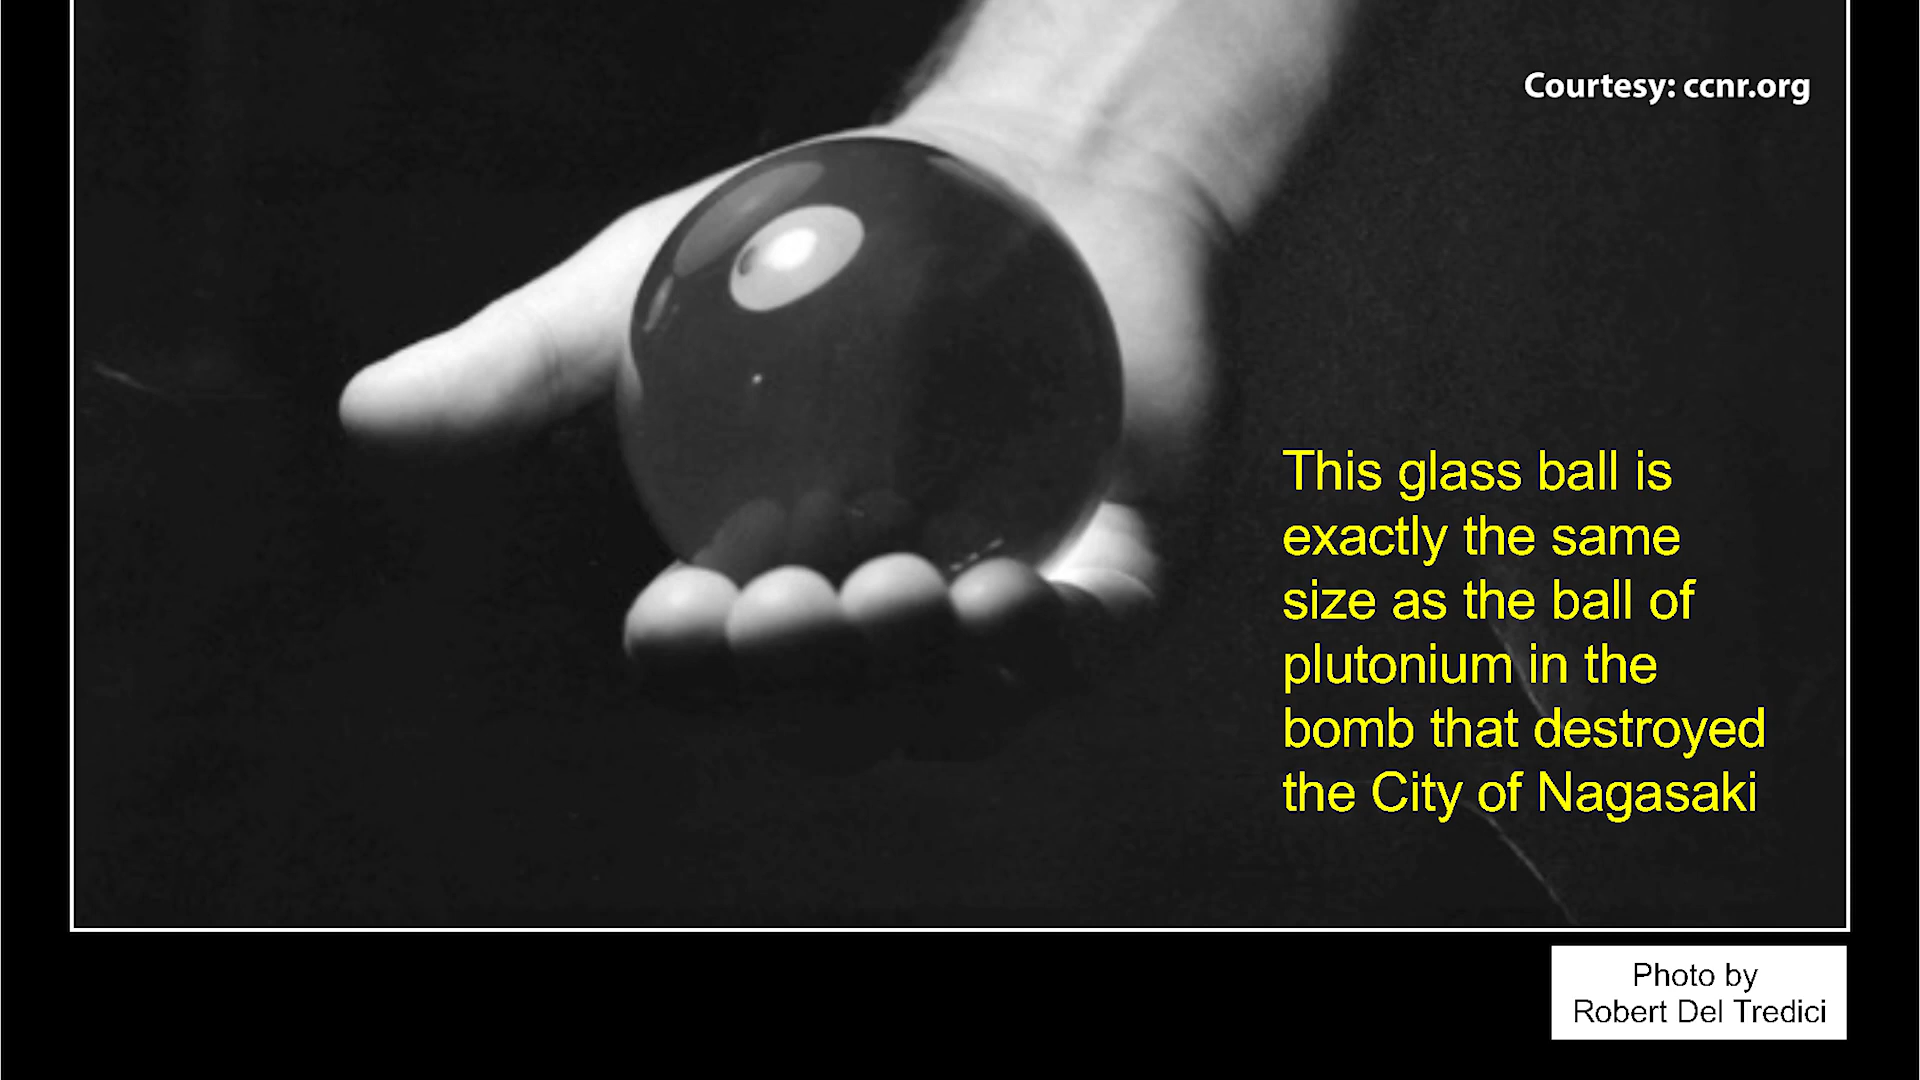 Courtesy: ccnr.org
This glass ball is
exactly the same
size as the ball of
plutonium in the
bomb that destroyed
the City of Nagasaki
Photo by
Robert Del Tredici